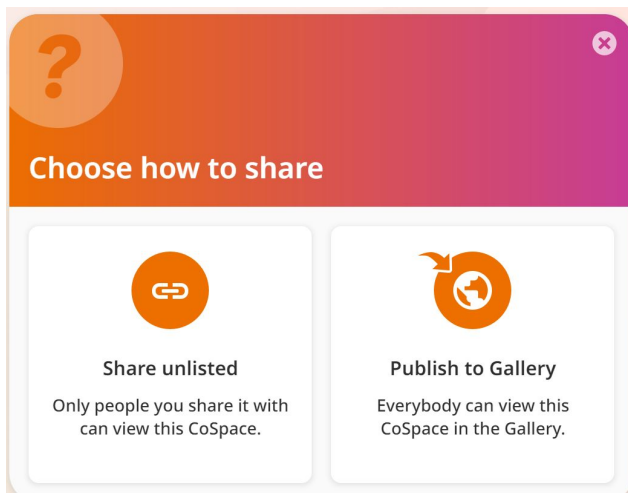 ?
Choose how to share
Share unlisted
Only people you share it with
can view this CoSpace.
Publish to Gallery
Everybody can view this
CoSpace in the Gallery.